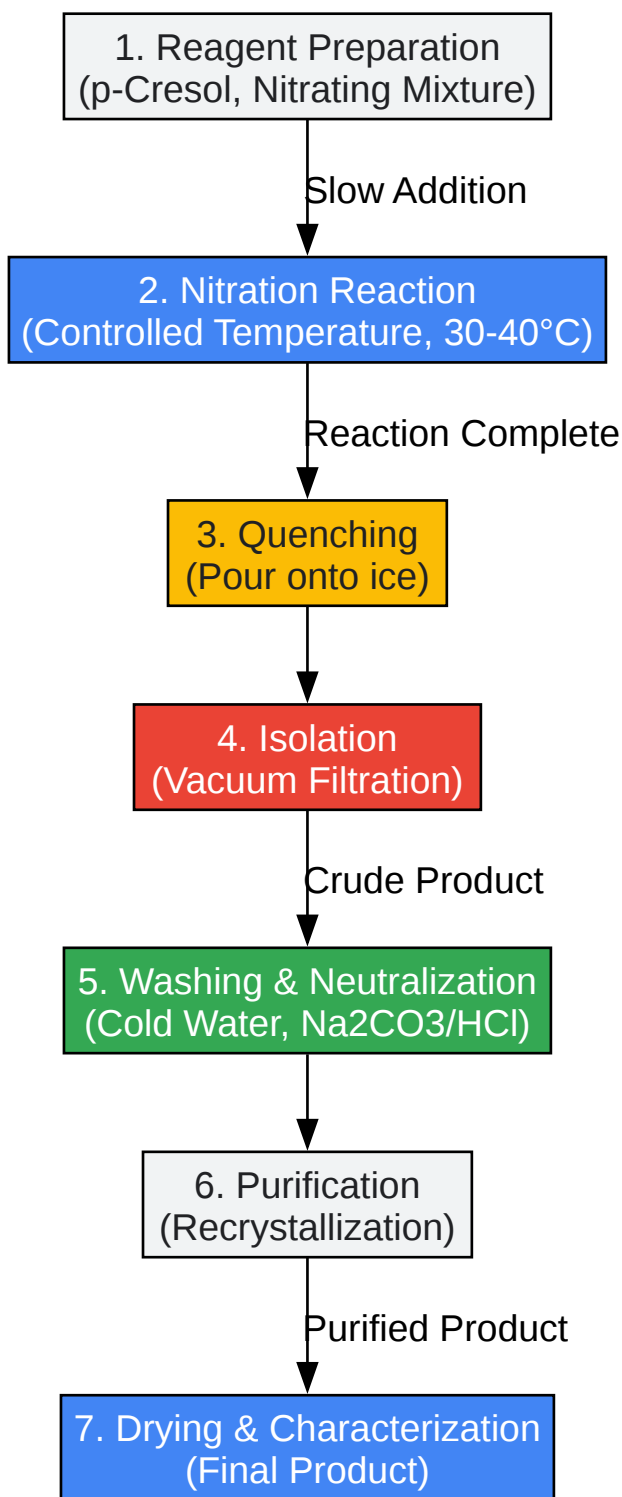 1. Reagent Preparation
(p-Cresol, Nitrating Mixture)
Slow Addition
2. Nitration Reaction
(Controlled Temperature, 30-40°C)
Reaction Complete
3. Quenching
(Pour onto ice)
4. Isolation
(Vacuum Filtration)
Crude Product
5. Washing & Neutralization
(Cold Water, Na2CO3/HCl)
6. Purification
(Recrystallization)
Purified Product
7. Drying & Characterization
(Final Product)